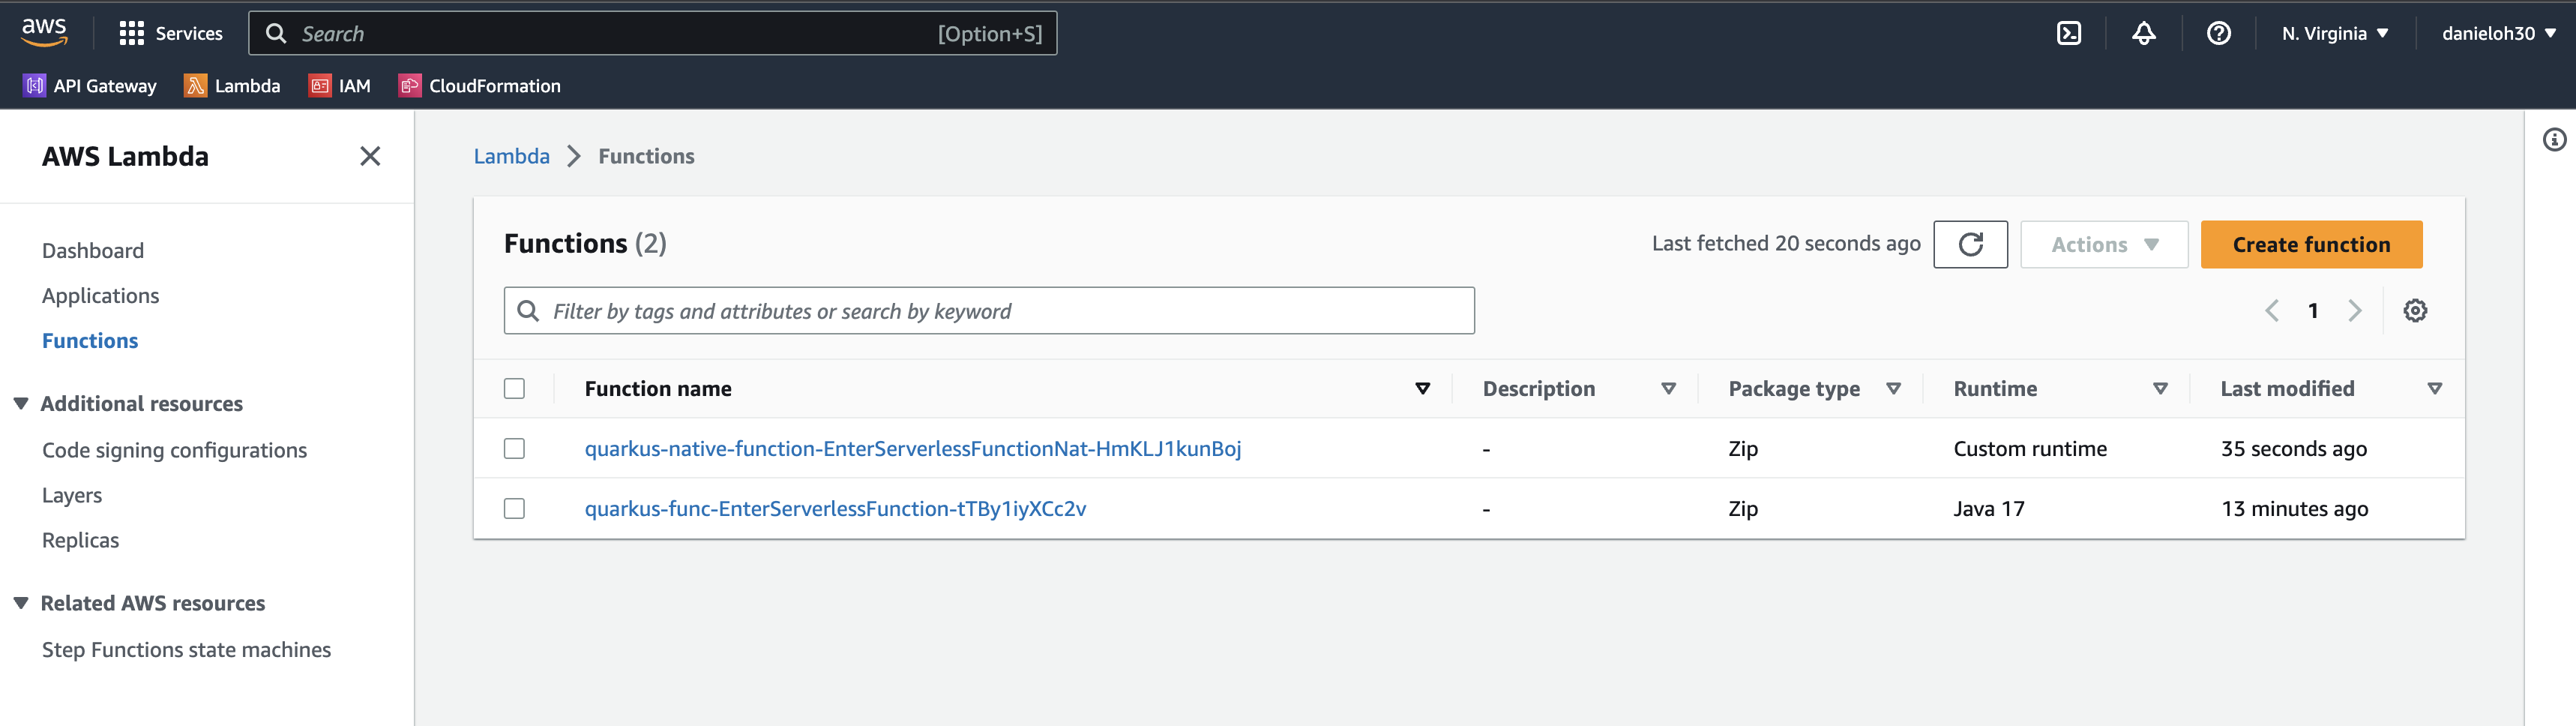 aws
Services
Search
[Option+S]
N. Virginia
danieloh30
API Gateway
Lambda
IAM
CloudFormation
AWS Lambda
Dashboard
Applications
Functions
Additional resources
Code signing configurations
Layers
Replicas
Related AWS resources
Step Functions state machines
Lambda
Functions
Functions (2)
Last fetched 20 seconds ago
Actions
Create function
Filter by tags and attributes or search by keyword
1
Function name
Description
Package type
Runtime
Last modified
quarkus-native-function-EnterServerlessFunctionNat-HmKLJ1kunBoj
-
Zip
Custom runtime
35 seconds ago
quarkus-func-EnterServerlessFunction-tTBy1iyXCc2v
-
Zip
Java 17
13 minutes ago